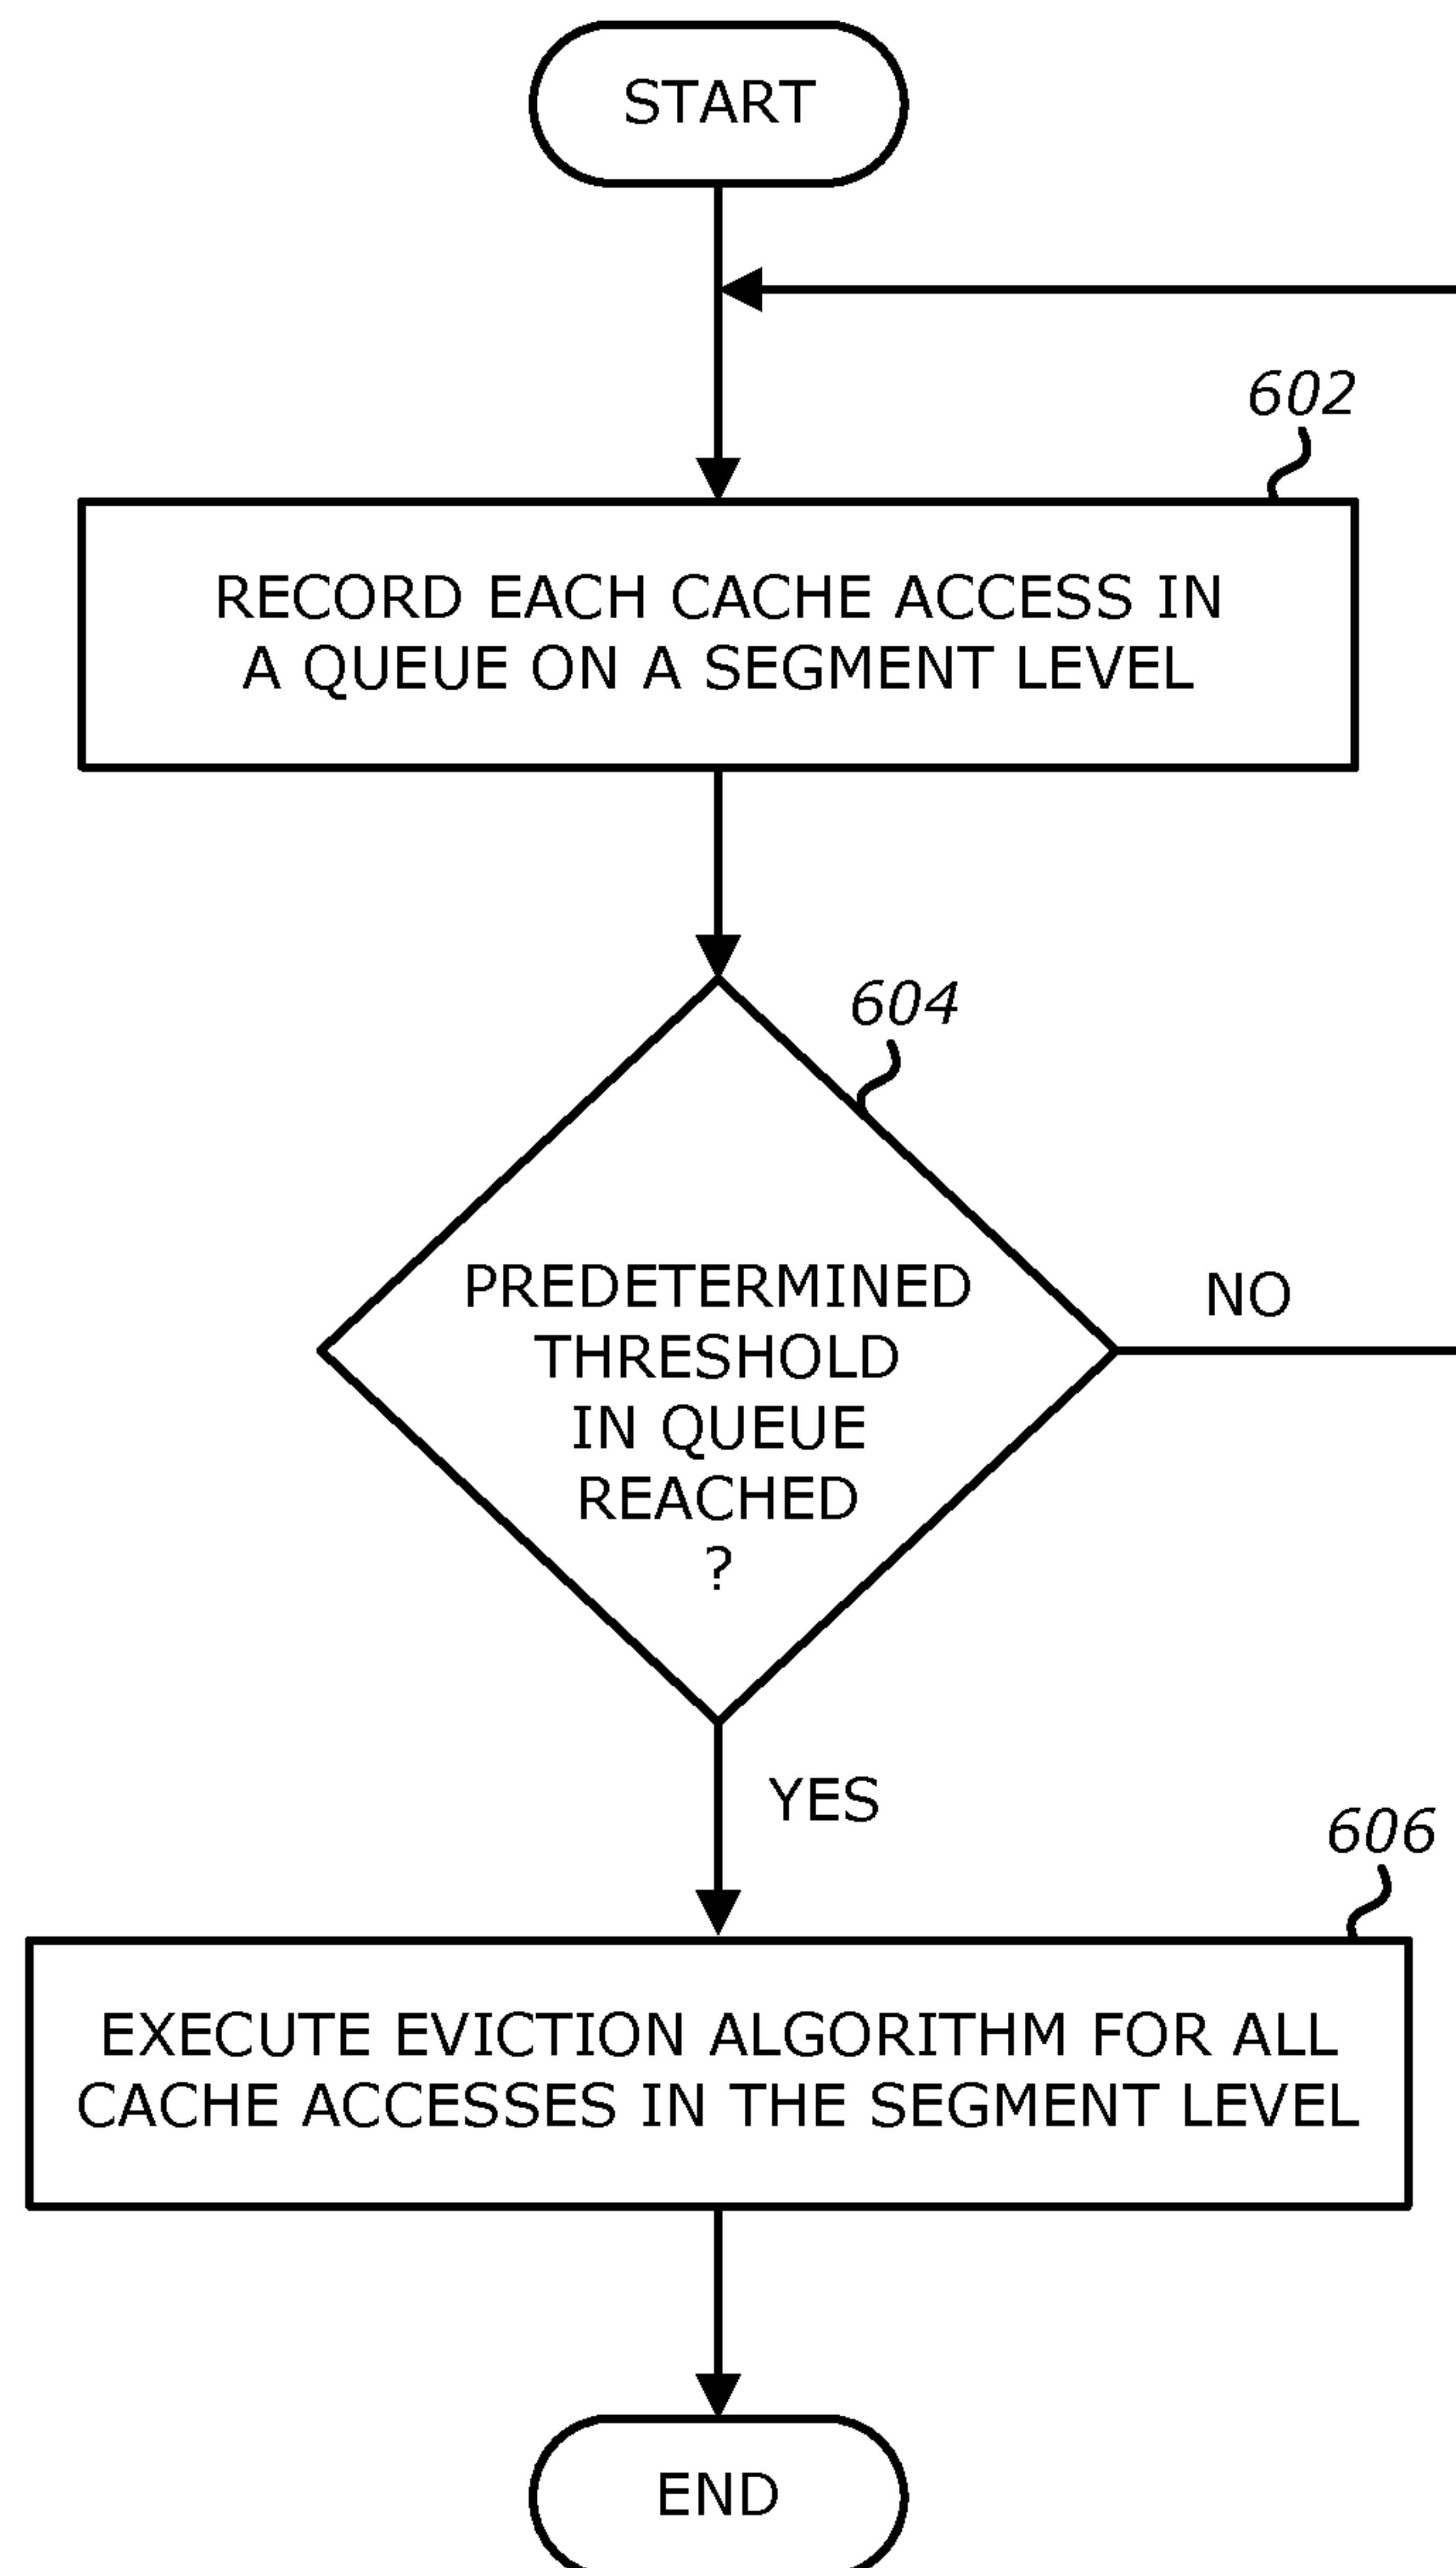 START
602
RECORD EACH CACHE ACCESS IN
A QUEUE ON A SEGMENT LEVEL
604
PREDETERMINED
THRESHOLD
IN QUEUE
REACHED
?
NO
YES
606
EXECUTE EVICTION ALGORITHM FOR ALL
CACHE ACCESSES IN THE SEGMENT LEVEL
END